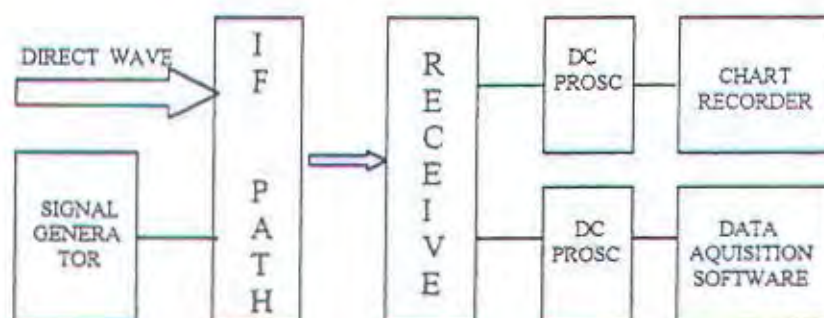 DIRECT WAVE
SIGNAL
GENERA
TOR
IF PATH
RECEIVE
DC
PROSC
CHART
RECORDER
DC
PROSC
DATA
AQUISITION
SOFTWARE